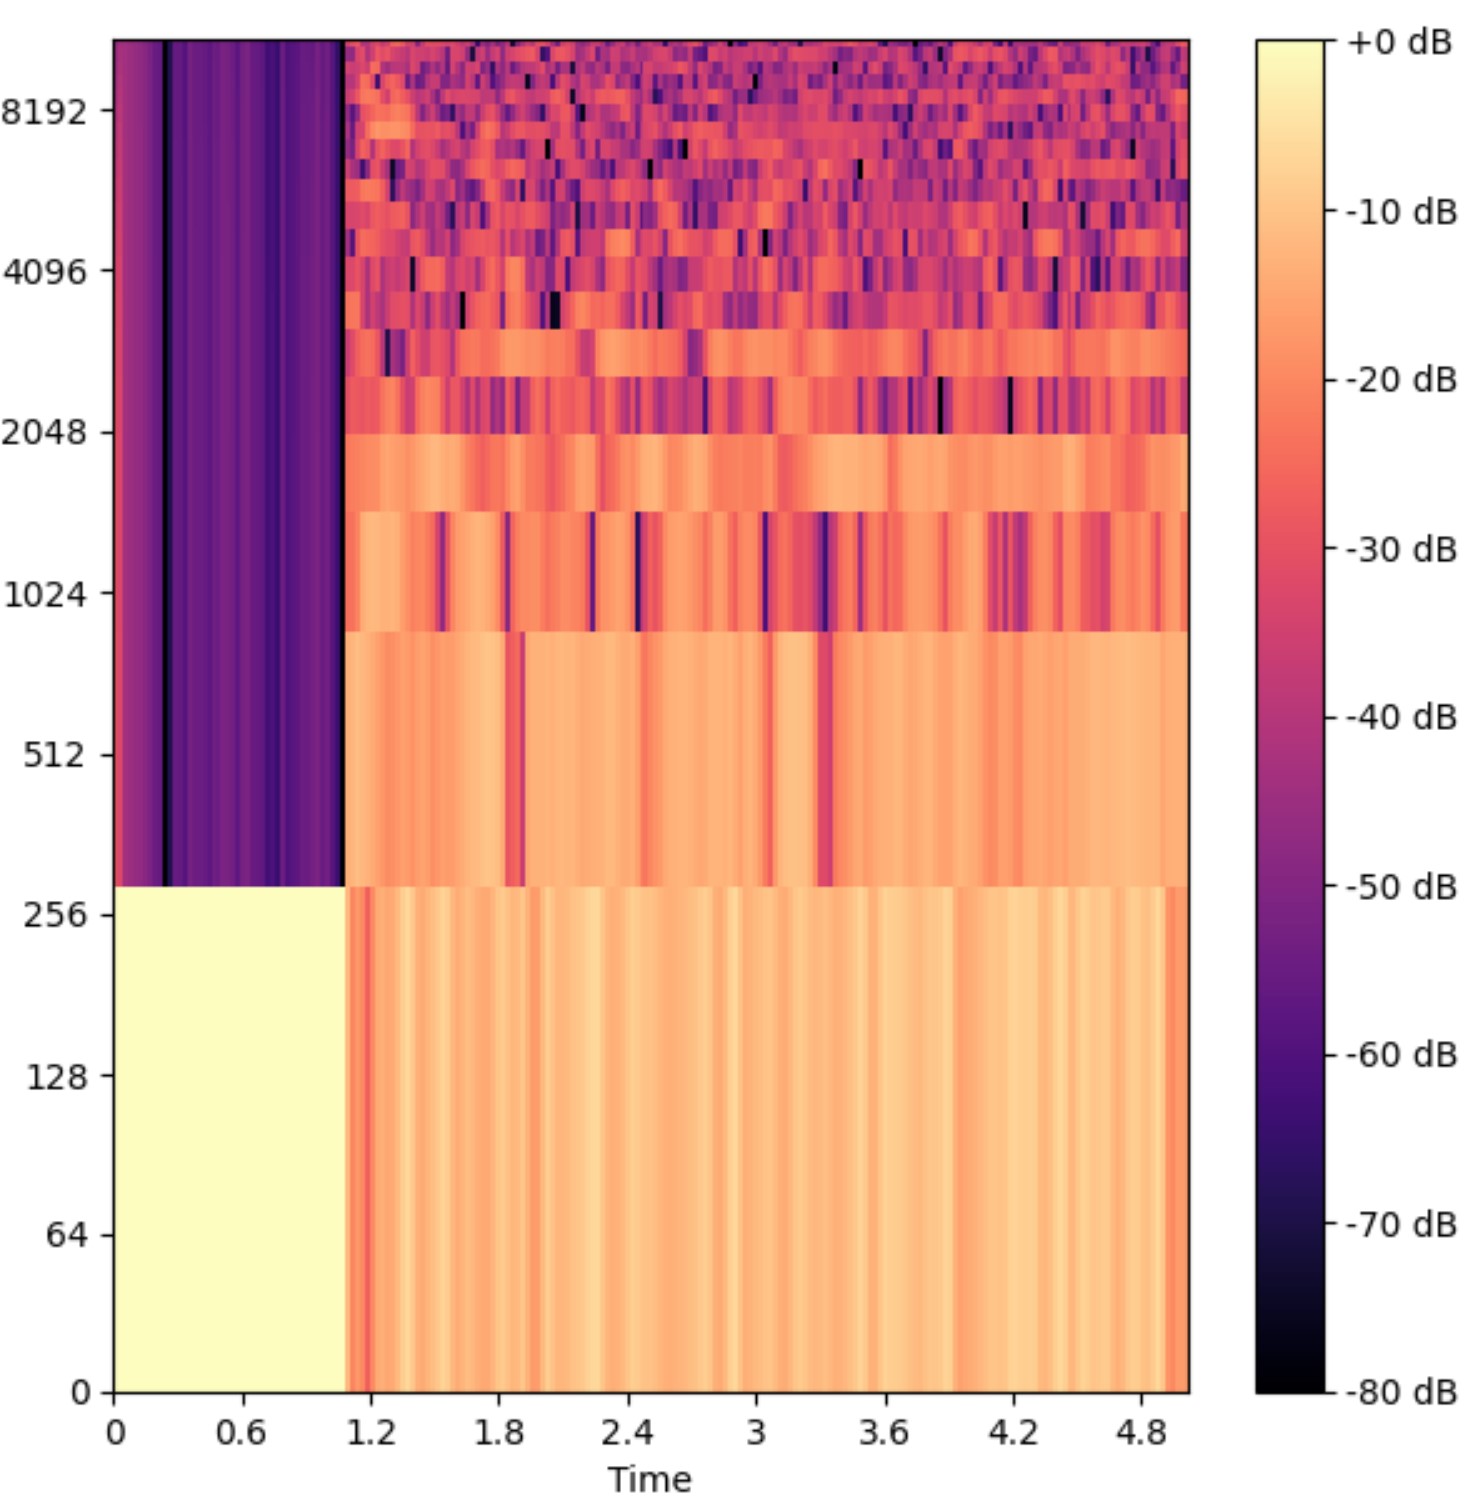 8192
4096
2048
1024
512
256
128
64
0
0 0.6 1.2 1.8 2.4 3 3.6 4.2 4.8
Time
+0 dB
-10 dB
-20 dB
-30 dB
-40 dB
-50 dB
-60 dB
-70 dB
-80 dB